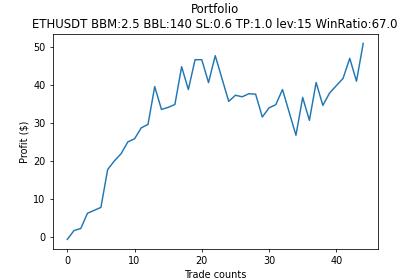 Portfolio
ETHUSDT BBM:2.5 BBL:140 SL:0.6 TP:1.0 lev:15 WinRatio:67.0
50
40
30
20
10
0
Profit ($)
0 10 20 30 40
Trade counts